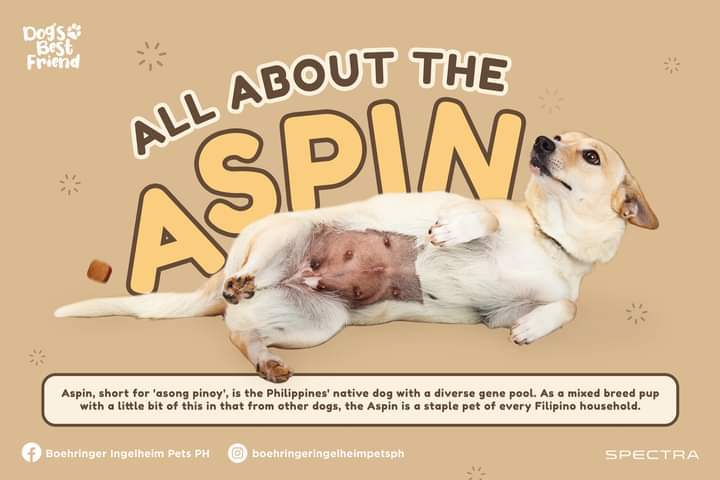 Dog's
Best
Friend
ALL ABOUT THE
ASPIN
Aspin, short for 'asong pinoy', is the Philippines' native dog with a diverse gene pool. As a mixed breed pup
with a little bit of this in that from other dogs, the Aspin is a staple pet of every Filipino household.
Boehringer Ingelheim Pets PH
boehringeringelheimpetsph
SPECTRA